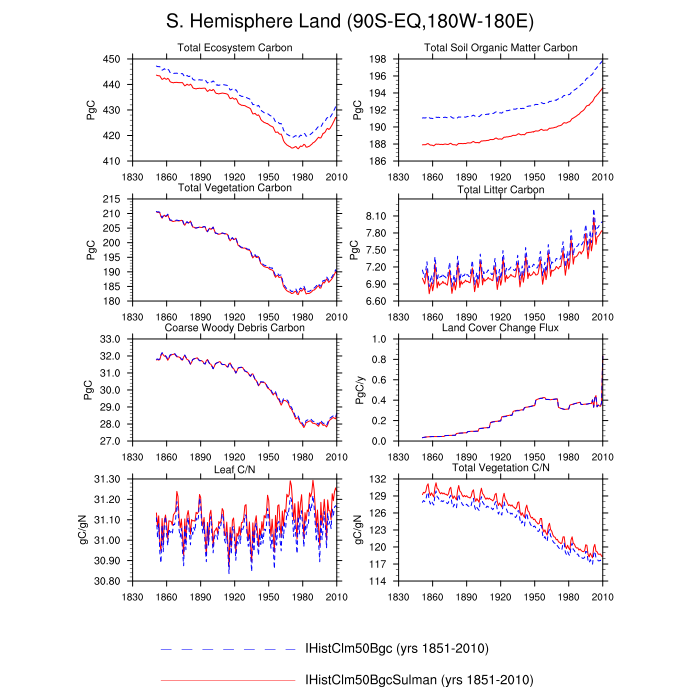 S. Hemisphere Land (90S-EQ,180W-180E)
Total Ecosystem Carbon
PgC
450
440
430
420
410
1830 1860 1890 1920 1950 1980 2010
Total Soil Organic Matter Carbon
PgC
198
196
194
192
190
188
186
1830 1860 1890 1920 1950 1980 2010
Total Vegetation Carbon
PgC
215
210
205
200
195
190
185
180
1830 1860 1890 1920 1950 1980 2010
Total Litter Carbon
PgC
8.10
7.80
7.50
7.20
6.90
6.60
1830 1860 1890 1920 1950 1980 2010
Coarse Woody Debris Carbon
PgC
33.0
32.0
31.0
30.0
29.0
28.0
27.0
1830 1860 1890 1920 1950 1980 2010
Land Cover Change Flux
PgC/y
1.0
0.8
0.6
0.4
0.2
0.0
1830 1860 1890 1920 1950 1980 2010
Leaf C/N
gC/gN
31.30
31.20
31.10
31.00
30.90
30.80
1830 1860 1890 1920 1950 1980 2010
Total Vegetation C/N
gC/gN
132
129
126
123
120
117
114
1830 1860 1890 1920 1950 1980 2010
IHistClm50Bgc (yrs 1851-2010)
IHistClm50BgcSulman (yrs 1851-2010)